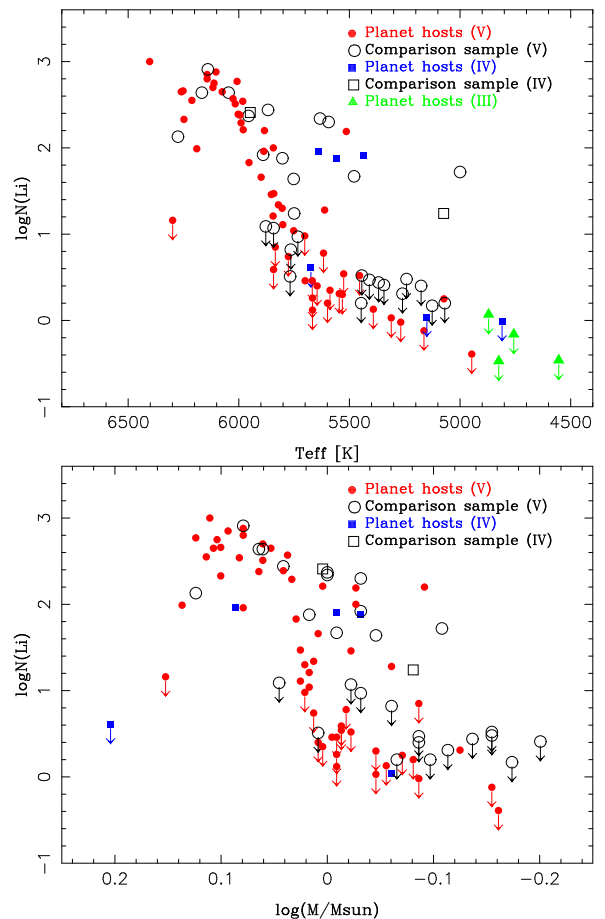 Planet hosts (V)
Comparison sample (V)
Planet hosts (IV)
Comparison sample (IV)
Planet hosts (III)
3
2
1
0
−1
logN(Li)
6500 6000 5500 5000 4500
Teff [K]
Planet hosts (V)
Comparison sample (V)
Planet hosts (IV)
Comparison sample (IV)
3
2
1
0
−1
logN(Li)
0.2 0.1 0 −0.1 −0.2
log(M/Msun)